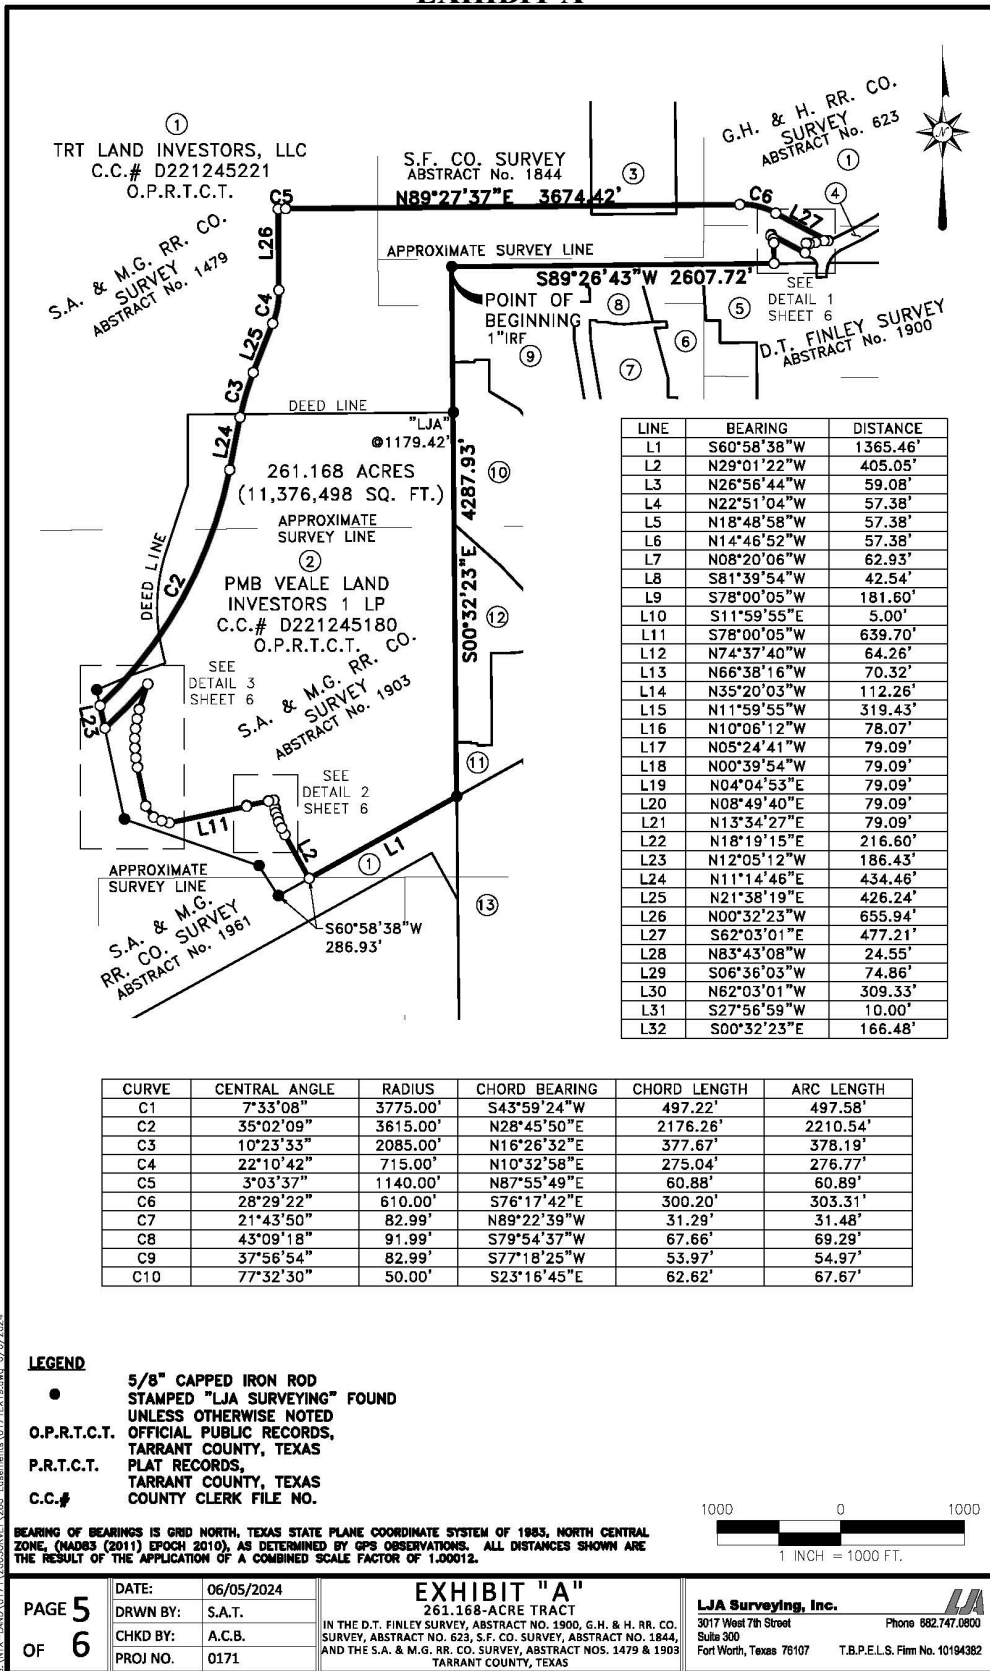 EXHIBIT A
①
TRT LAND INVESTORS, LLC
C.C.# D221245221
O.P.R.T.C.T.
S.A. & M.G. RR. CO.
SURVEY
ABSTRACT No. 1479
S.F. CO. SURVEY
ABSTRACT No. 1844
③
G.H. & H. RR. CO.
SURVEY
ABSTRACT No. 623
①
④
N
C5
N89°27'37"E 3674.42'
C6
L27
L26
APPROXIMATE SURVEY LINE
S89°26'43"W 2607.72'
POINT OF
BEGINNING
1"IRF
⑧
⑤
SEE
DETAIL 1
SHEET 6
D.T. FINLEY SURVEY
ABSTRACT No. 1900
⑨
⑦
⑥
C4
L25
C3
DEED LINE
"LJA"
@1179.42'
L24
261.168 ACRES
(11,376,498 SQ. FT.)
⑩
APPROXIMATE
SURVEY LINE
②
PMB VEALE LAND
INVESTORS 1 LP
C.C.# D221245180
O.P.R.T.C.T.
S00°32'23"E 4287.93'
DEED LINE
C2
⑫
SEE
DETAIL 3
SHEET 6
S.A. & M.G. RR. CO.
SURVEY
ABSTRACT No. 1903
L23
SEE
DETAIL 2
SHEET 6
⑪
L11
L2
①
L1
APPROXIMATE
SURVEY LINE
S.A. & M.G.
RR. CO. SURVEY
ABSTRACT No. 1961
S60°58'38"W
286.93'
⑬
LINE BEARING DISTANCE
L1 S60°58'38"W 1365.46'
L2 N29°01'22"W 405.05'
L3 N26°56'44"W 59.08'
L4 N22°51'04"W 57.38'
L5 N18°48'58"W 57.38'
L6 N14°46'52"W 57.38'
L7 N08°20'06"W 62.93'
L8 S81°39'54"W 42.54'
L9 S78°00'05"W 181.60'
L10 S11°59'55"E 5.00'
L11 S78°00'05"W 639.70'
L12 N74°37'40"W 64.26'
L13 N66°38'16"W 70.32'
L14 N35°20'03"W 112.26'
L15 N11°59'55"W 319.43'
L16 N10°06'12"W 78.07'
L17 N05°24'41"W 79.09'
L18 N00°39'54"W 79.09'
L19 N04°04'53"E 79.09'
L20 N08°49'40"E 79.09'
L21 N13°34'27"E 79.09'
L22 N18°19'15"E 216.60'
L23 N12°05'12"W 186.43'
L24 N11°14'46"E 434.46'
L25 N21°38'19"E 426.24'
L26 N00°32'23"W 655.94'
L27 S62°03'01"E 477.21'
L28 N83°43'08"W 24.55'
L29 S06°36'03"W 74.86'
L30 N62°03'01"W 309.33'
L31 S27°56'59"W 10.00'
L32 S00°32'23"E 166.48'
CURVE CENTRAL ANGLE RADIUS CHORD BEARING CHORD LENGTH ARC LENGTH
C1 7°33'08" 3775.00' S43°59'24"W 497.22' 497.58'
C2 35°02'09" 3615.00' N28°45'50"E 2176.26' 2210.54'
C3 10°23'33" 2085.00' N16°26'32"E 377.67' 378.19'
C4 22°10'42" 715.00' N10°32'58"E 275.04' 276.77'
C5 3°03'37" 1140.00' N87°55'49"E 60.88' 60.89'
C6 28°29'22" 610.00' S76°17'42"E 300.20' 303.31'
C7 21°43'50" 82.99' N89°22'39"W 31.29' 31.48'
C8 43°09'18" 91.99' S79°54'37"W 67.66' 69.29'
C9 37°56'54" 82.99' S77°18'25"W 53.97' 54.97'
C10 77°32'30" 50.00' S23°16'45"E 62.62' 67.67'
LEGEND
5/8" CAPPED IRON ROD
● STAMPED "LJA SURVEYING" FOUND
UNLESS OTHERWISE NOTED
O.P.R.T.C.T. OFFICIAL PUBLIC RECORDS,
TARRANT COUNTY, TEXAS
P.R.T.C.T. PLAT RECORDS,
TARRANT COUNTY, TEXAS
C.C.# COUNTY CLERK FILE NO.
BEARING OF BEARINGS IS GRID NORTH, TEXAS STATE PLANE COORDINATE SYSTEM OF 1983, NORTH CENTRAL
ZONE, (NAD83 (2011) EPOCH 2010), AS DETERMINED BY GPS OBSERVATIONS. ALL DISTANCES SHOWN ARE
THE RESULT OF THE APPLICATION OF A COMBINED SCALE FACTOR OF 1.00012.
1000 0 1000
1 INCH = 1000 FT.
PAGE 5
OF 6
DATE: 06/05/2024
DRWN BY: S.A.T.
CHKD BY: A.C.B.
PROJ NO. 0171
EXHIBIT "A"
261.168-ACRE TRACT
IN THE D.T. FINLEY SURVEY, ABSTRACT NO. 1900, G.H. & H. RR. CO.
SURVEY, ABSTRACT NO. 623, S.F. CO. SURVEY, ABSTRACT NO. 1844,
AND THE S.A. & M.G. RR. CO. SURVEY, ABSTRACT NOS. 1479 & 1903
TARRANT COUNTY, TEXAS
LJA Surveying, Inc.
3017 West 7th Street Phone 682.747.0800
Suite 300
Fort Worth, Texas 76107 T.B.P.E.L.S. Firm No. 10194382
LJA